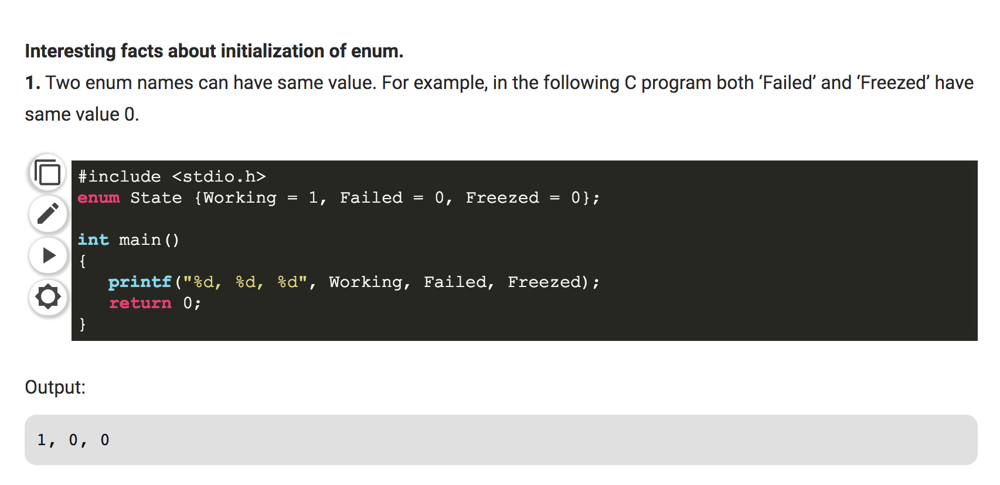 Interesting facts about initialization of enum.
1. Two enum names can have same value. For example, in the following C program both ‘Failed’ and ‘Freezed’ have
same value 0.
#include <stdio.h>
enum State {Working = 1, Failed = 0, Freezed = 0};
int main()
{
   printf("%d, %d, %d", Working, Failed, Freezed);
   return 0;
}
Output:
1, 0, 0